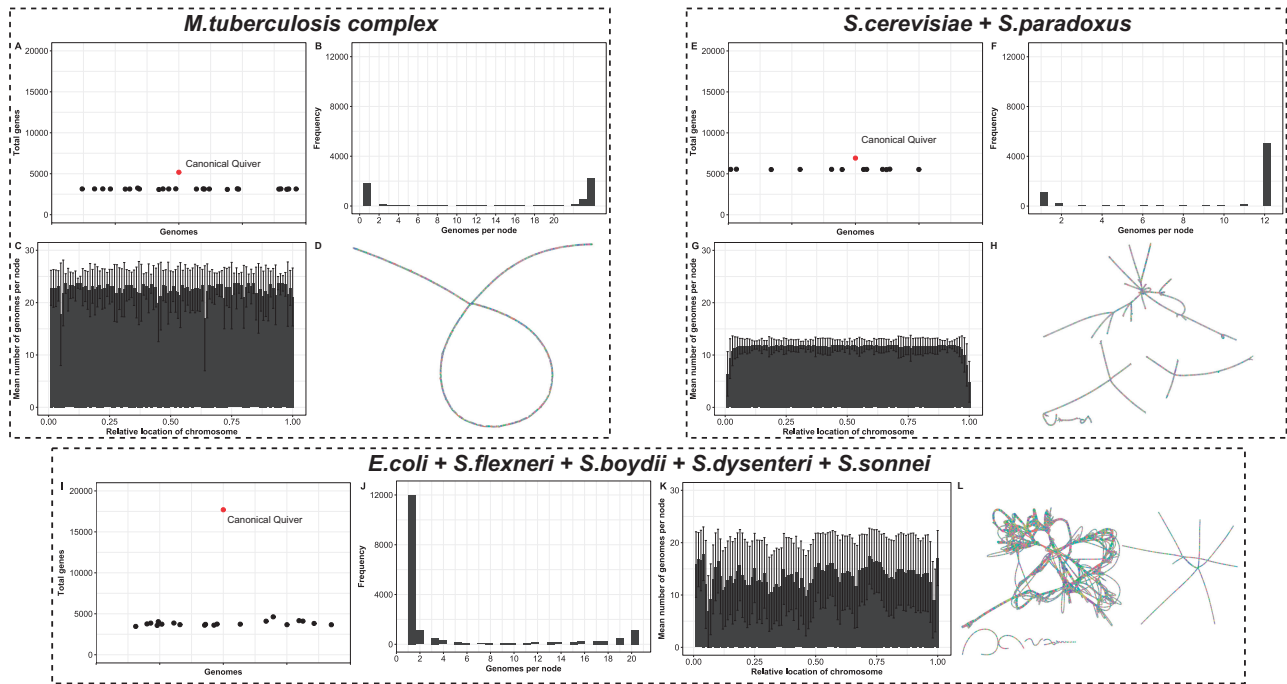 M.tuberculosis complex
A
Total genes
20000
15000
10000
5000
0
Canonical Quiver
Genomes
B
Frequency
12000
8000
4000
0
0 2 4 6 8 10 12 14 16 18 20
Genomes per node
C
Mean number of genomes per node
30
20
10
0
0.00 0.25 0.50 0.75 1.00
Relative location of chromosome
D
S.cerevisiae + S.paradoxus
E
Total genes
20000
15000
10000
5000
0
Canonical Quiver
Genomes
F
Frequency
12000
8000
4000
0
2 4 6 8 10 12
Genomes per node
G
Mean number of genomes per node
30
20
10
0
0.00 0.25 0.50 0.75 1.00
Relative location of chromosome
H
E.coli + S.flexneri + S.boydii + S.dysenteri + S.sonnei
I
Total genes
20000
15000
10000
5000
0
Canonical Quiver
Genomes
J
Frequency
12000
8000
4000
0
0 2 4 6 8 10 12 14 16 18 20
Genomes per node
K
Mean number of genomes per node
30
20
10
0
0.00 0.25 0.50 0.75 1.00
Relative location of chromosome
L